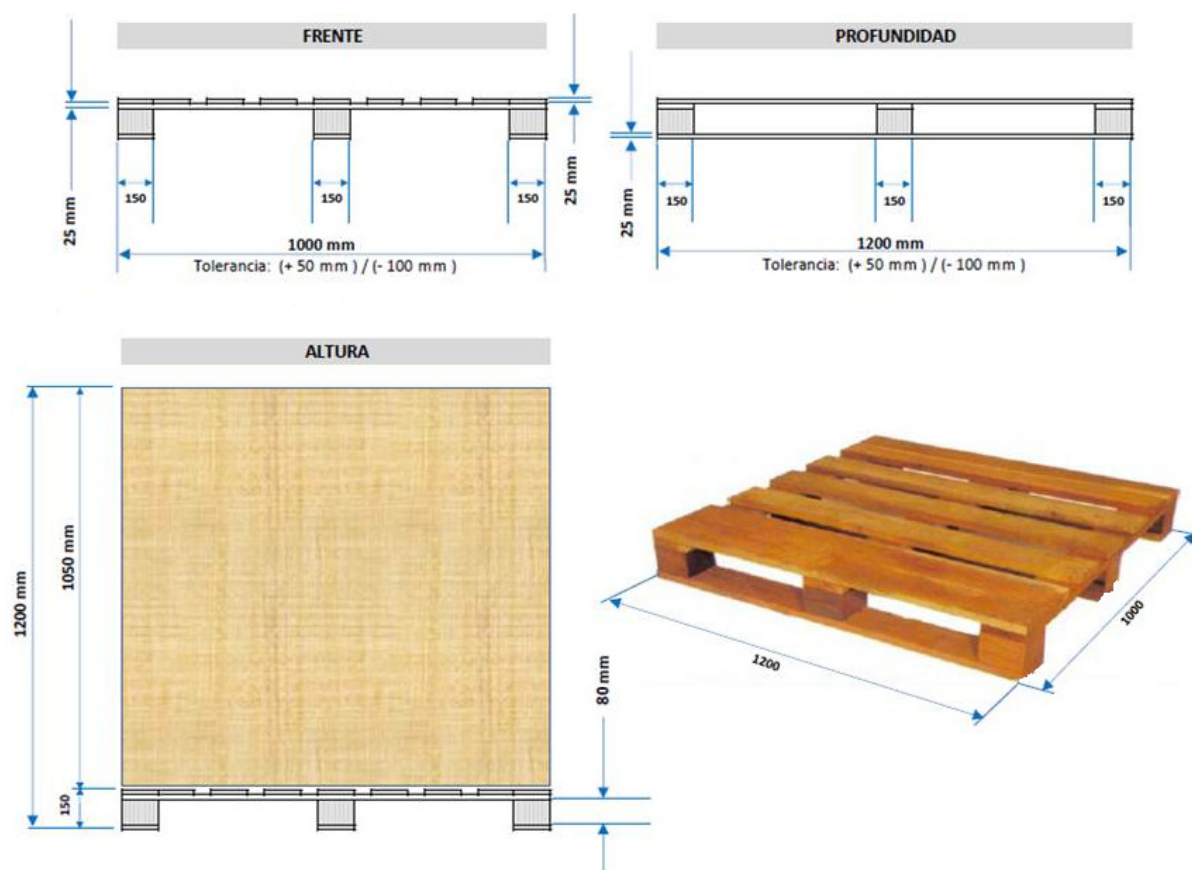 FRENTE
25 mm
150
150
150
25 mm
1000 mm
Tolerancia: (+ 50 mm ) / (- 100 mm )
PROFUNDIDAD
25 mm
150
150
150
1200 mm
Tolerancia: (+ 50 mm ) / (- 100 mm )
ALTURA
1200 mm
1050 mm
150
80 mm
1200
1000